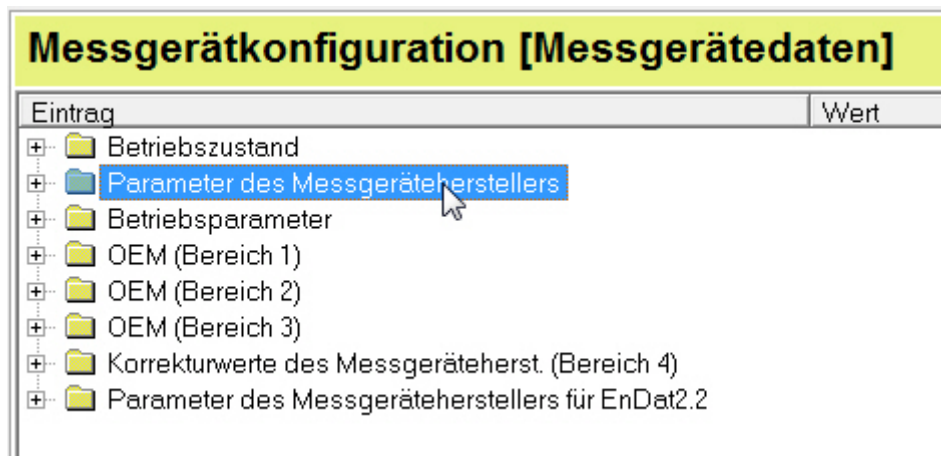 Messgerätkonfiguration [Messgerätedaten]
Eintrag Wert
Betriebszustand
Parameter des Messgeräteherstellers
Betriebsparameter
OEM (Bereich 1)
OEM (Bereich 2)
OEM (Bereich 3)
Korrekturwerte des Messgeräteherst. (Bereich 4)
Parameter des Messgeräteherstellers für EnDat2.2